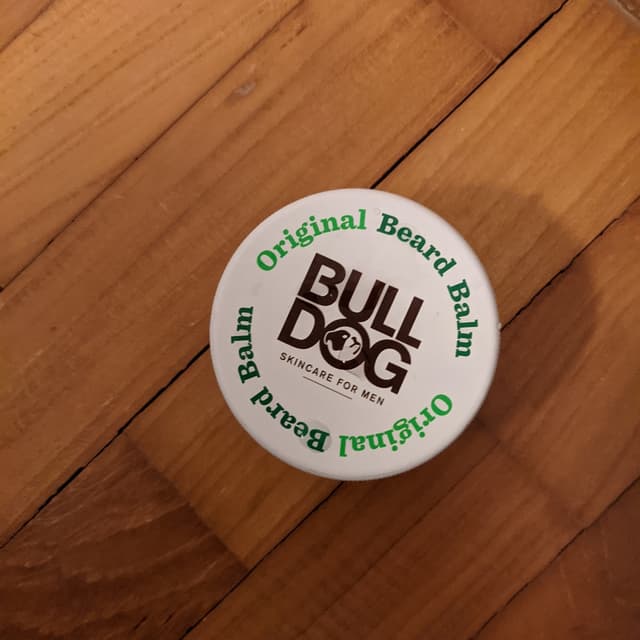 Original Beard Balm
BULL
DOG
SKINCARE FOR MEN
Original Beard Balm